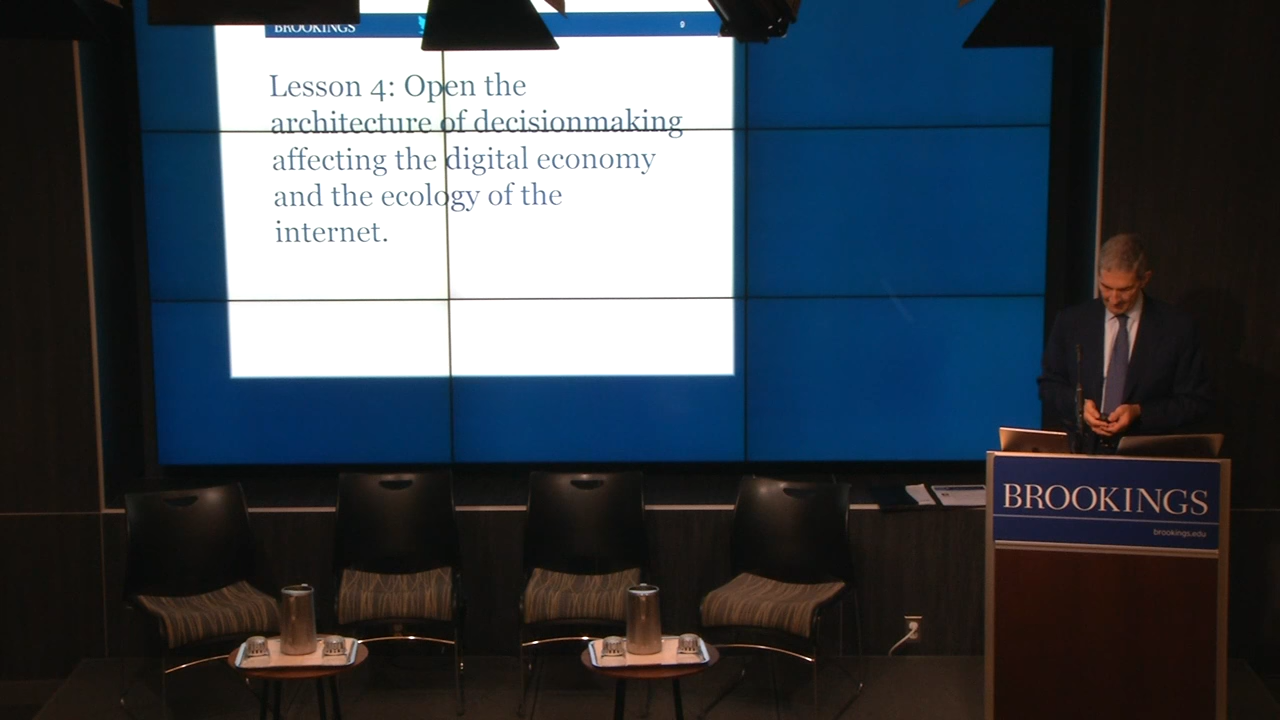 BROOKINGS
9
Lesson 4: Open the
architecture of decisionmaking
affecting the digital economy
and the ecology of the
internet.
BROOKINGS
brookings.edu